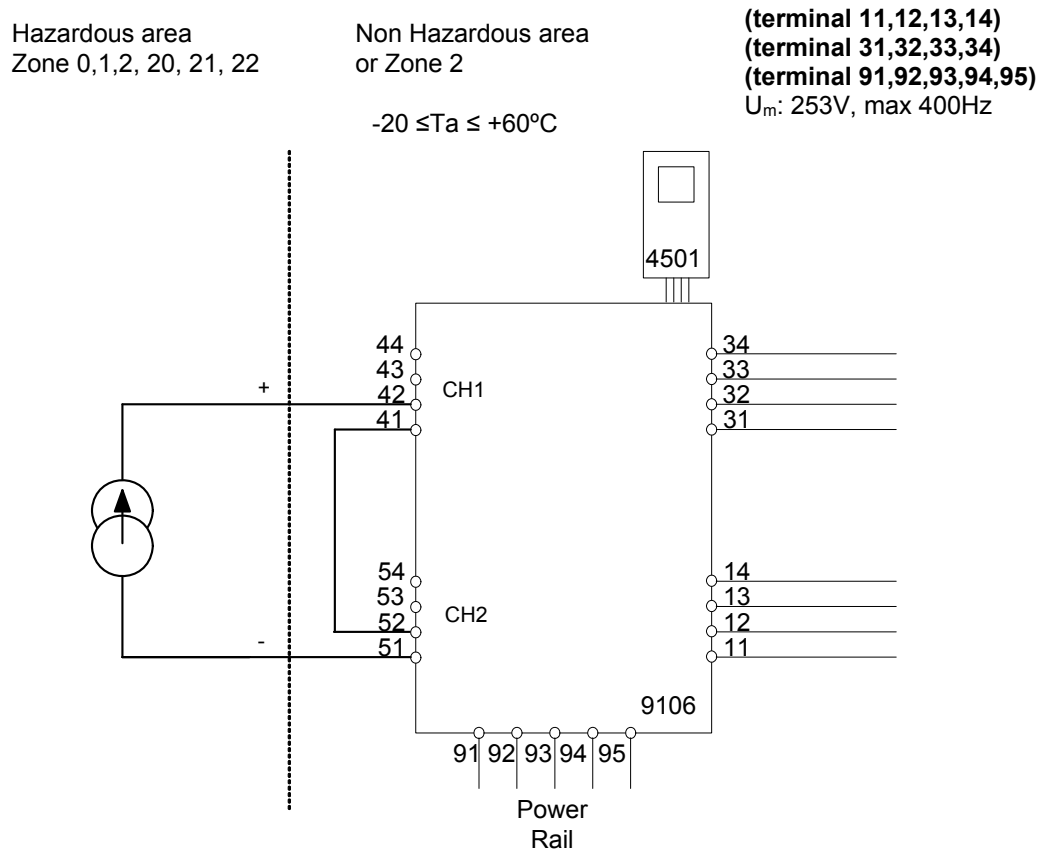 Hazardous area
Zone 0,1,2, 20, 21, 22
Non Hazardous area
or Zone 2
-20 ≤Ta ≤ +60ºC
(terminal 11,12,13,14)
(terminal 31,32,33,34)
(terminal 91,92,93,94,95)
Um: 253V, max 400Hz
4501
44
43
42
41
CH1
34
33
32
31
+
54
53
52
51
CH2
14
13
12
11
-
9106
91 92 93 94 95
Power
Rail